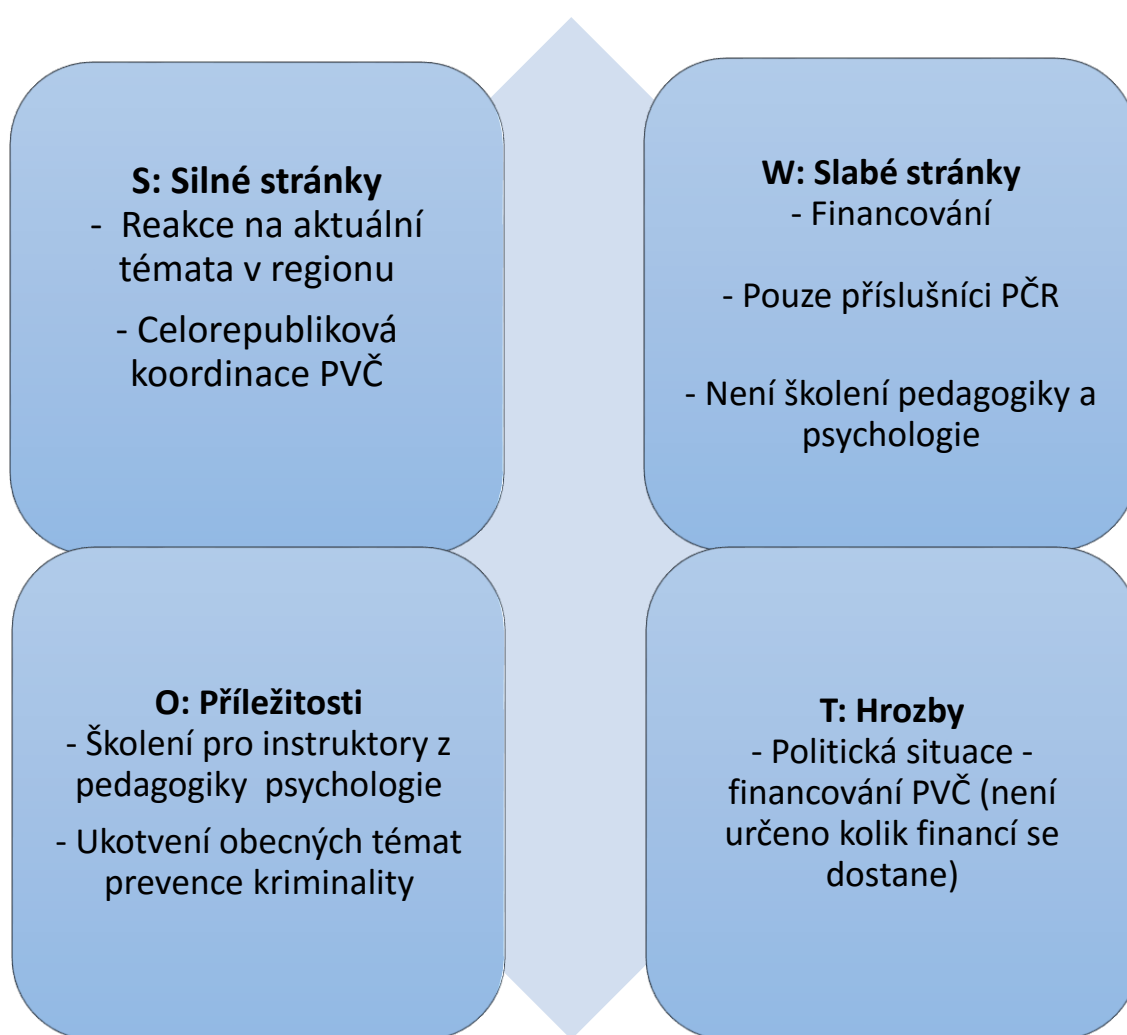 S: Silné stránky
- Reakce na aktuální
témata v regionu
- Celorepubliková
koordinace PVČ
W: Slabé stránky
- Financování
- Pouze příslušníci PČR
- Není školení pedagogiky a
psychologie
O: Příležitosti
- Školení pro instruktory z
pedagogiky psychologie
- Ukotvení obecných témat
prevence kriminality
T: Hrozby
- Politická situace -
financování PVČ (není
určeno kolik financí se
dostane)